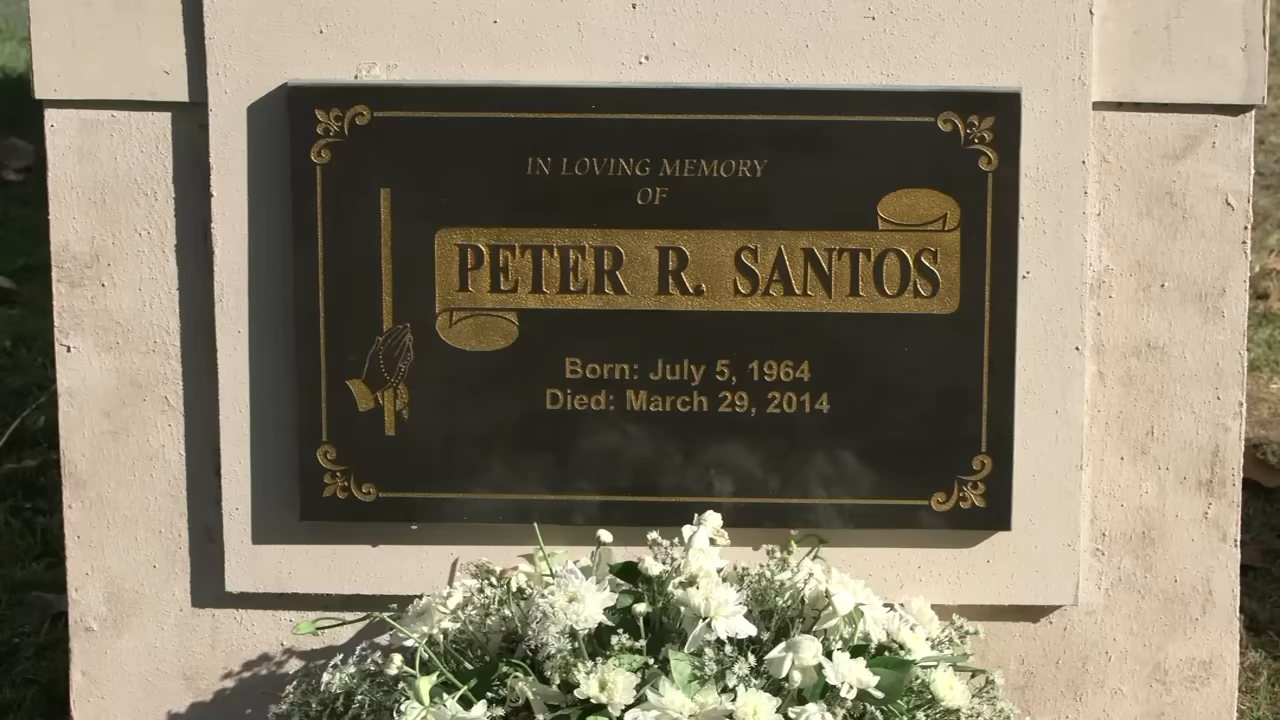 IN LOVING MEMORY
OF
PETER R. SANTOS
Born: July 5, 1964
Died: March 29, 2014